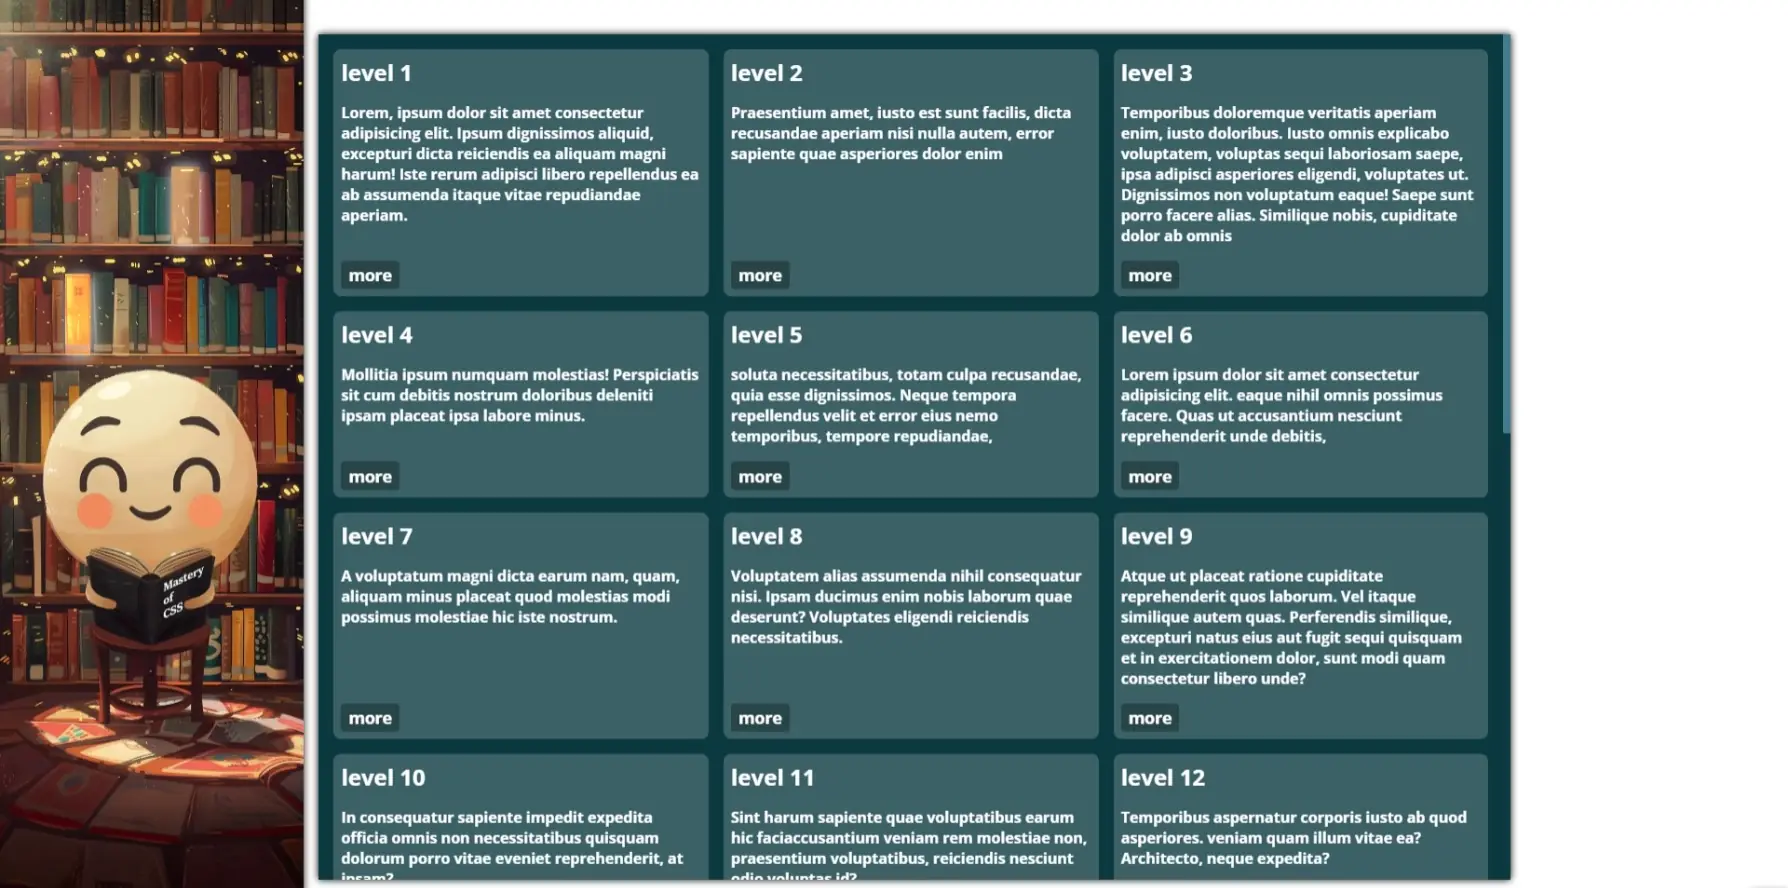 Mastery
of
CSS
level 1
Lorem, ipsum dolor sit amet consectetur
adipisicing elit. Ipsum dignissimos aliquid,
excepturi dicta reiciendis ea aliquam magni
harum! Iste rerum adipisci libero repellendus ea
ab assumenda itaque vitae repudiandae
aperiam.
more
level 2
Praesentium amet, iusto est sunt facilis, dicta
recusandae aperiam nisi nulla autem, error
sapiente quae asperiores dolor enim
more
level 3
Temporibus doloremque veritatis aperiam
enim, iusto doloribus. Iusto omnis explicabo
voluptatem, voluptas sequi laboriosam saepe,
ipsa adipisci asperiores eligendi, voluptates ut.
Dignissimos non voluptatum eaque! Saepe sunt
porro facere alias. Similique nobis, cupiditate
dolor ab omnis
more
level 4
Mollitia ipsum numquam molestias! Perspiciatis
sit cum debitis nostrum doloribus deleniti
ipsam placeat ipsa labore minus.
more
level 5
soluta necessitatibus, totam culpa recusandae,
quia esse dignissimos. Neque tempora
repellendus velit et error eius nemo
temporibus, tempore repudiandae,
more
level 6
Lorem ipsum dolor sit amet consectetur
adipisicing elit. eaque nihil omnis possimus
facere. Quas ut accusantium nesciunt
reprehenderit unde debitis,
more
level 7
A voluptatum magni dicta earum nam, quam,
aliquam minus placeat quod molestias modi
possimus molestiae hic iste nostrum.
more
level 8
Voluptatem alias assumenda nihil consequatur
nisi. Ipsam ducimus enim nobis laborum quae
deserunt? Voluptates eligendi reiciendis
necessitatibus.
more
level 9
Atque ut placeat ratione cupiditate
reprehenderit quos laborum. Vel itaque
similique autem quas. Perferendis similique,
excepturi natus eius aut fugit sequi quisquam
et in exercitationem dolor, sunt modi quam
consectetur libero unde?
more
level 10
In consequatur sapiente impedit expedita
officia omnis non necessitatibus quisquam
dolorum porro vitae eveniet reprehenderit, at
ipsam?
level 11
Sint harum sapiente quae voluptatibus earum
hic faciaccusantium veniam rem molestiae non,
praesentium voluptatibus, reiciendis nesciunt
odio voluptas id?
level 12
Temporibus aspernatur corporis iusto ab quod
asperiores. veniam quam illum vitae ea?
Architecto, neque expedita?